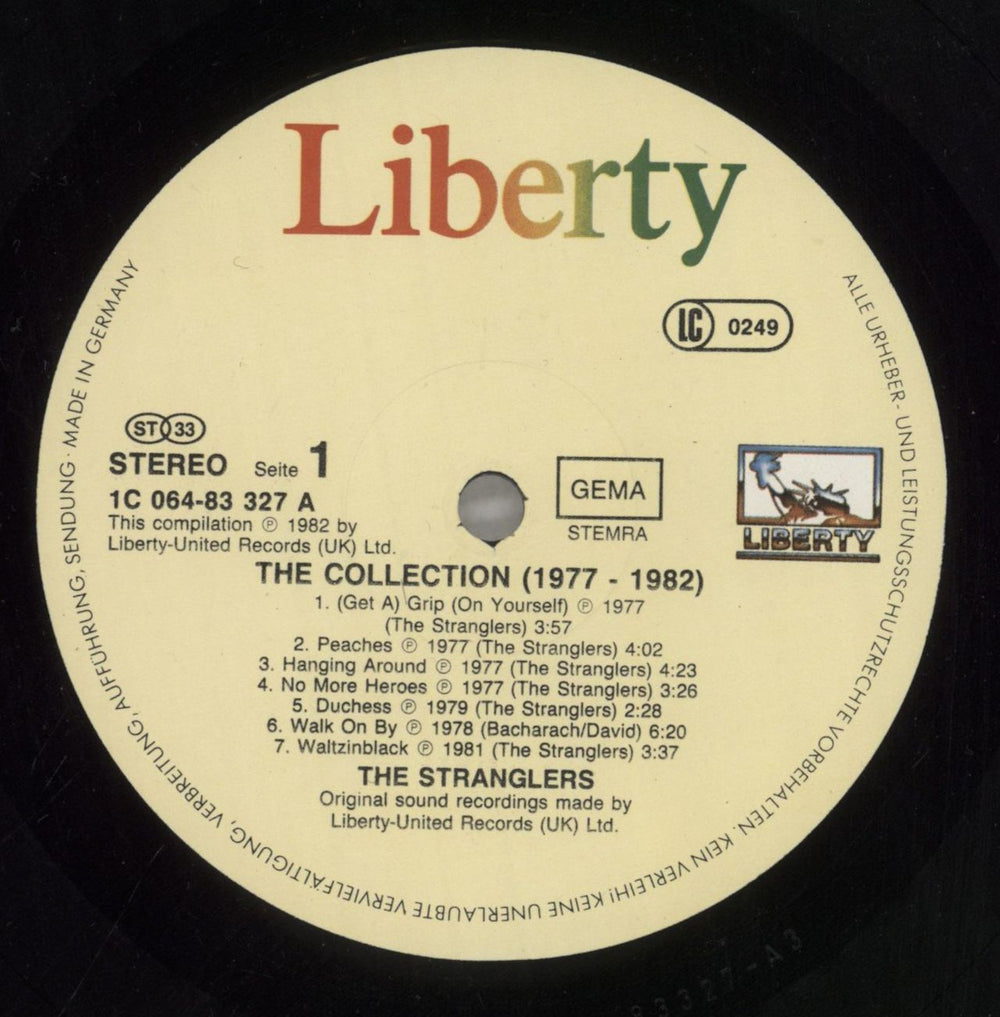 Liberty
LC 0249
ST 33
STEREO Seite 1
1C 064-83 327 A
This compilation ℗ 1982 by
Liberty-United Records (UK) Ltd.
GEMA
STEMRA
LIBERTY
THE COLLECTION (1977 - 1982)
1. (Get A) Grip (On Yourself) ℗ 1977
(The Stranglers) 3:57
2. Peaches ℗ 1977 (The Stranglers) 4:02
3. Hanging Around ℗ 1977 (The Stranglers) 4:23
4. No More Heroes ℗ 1977 (The Stranglers) 3:26
5. Duchess ℗ 1979 (The Stranglers) 2:28
6. Walk On By ℗ 1978 (Bacharach/David) 6:20
7. Waltzinblack ℗ 1981 (The Stranglers) 3:37
THE STRANGLERS
Original sound recordings made by
Liberty-United Records (UK) Ltd.
ALLE URHEBER- UND LEISTUNGSSCHUTZRECHTE VORBEHALTEN. KEIN VERLEIH! KEINE UNERLAUBTE VERVIELFÄLTIGUNG, VERBREITUNG, AUFFÜHRUNG, SENDUNG · MADE IN GERMANY
83327-A3